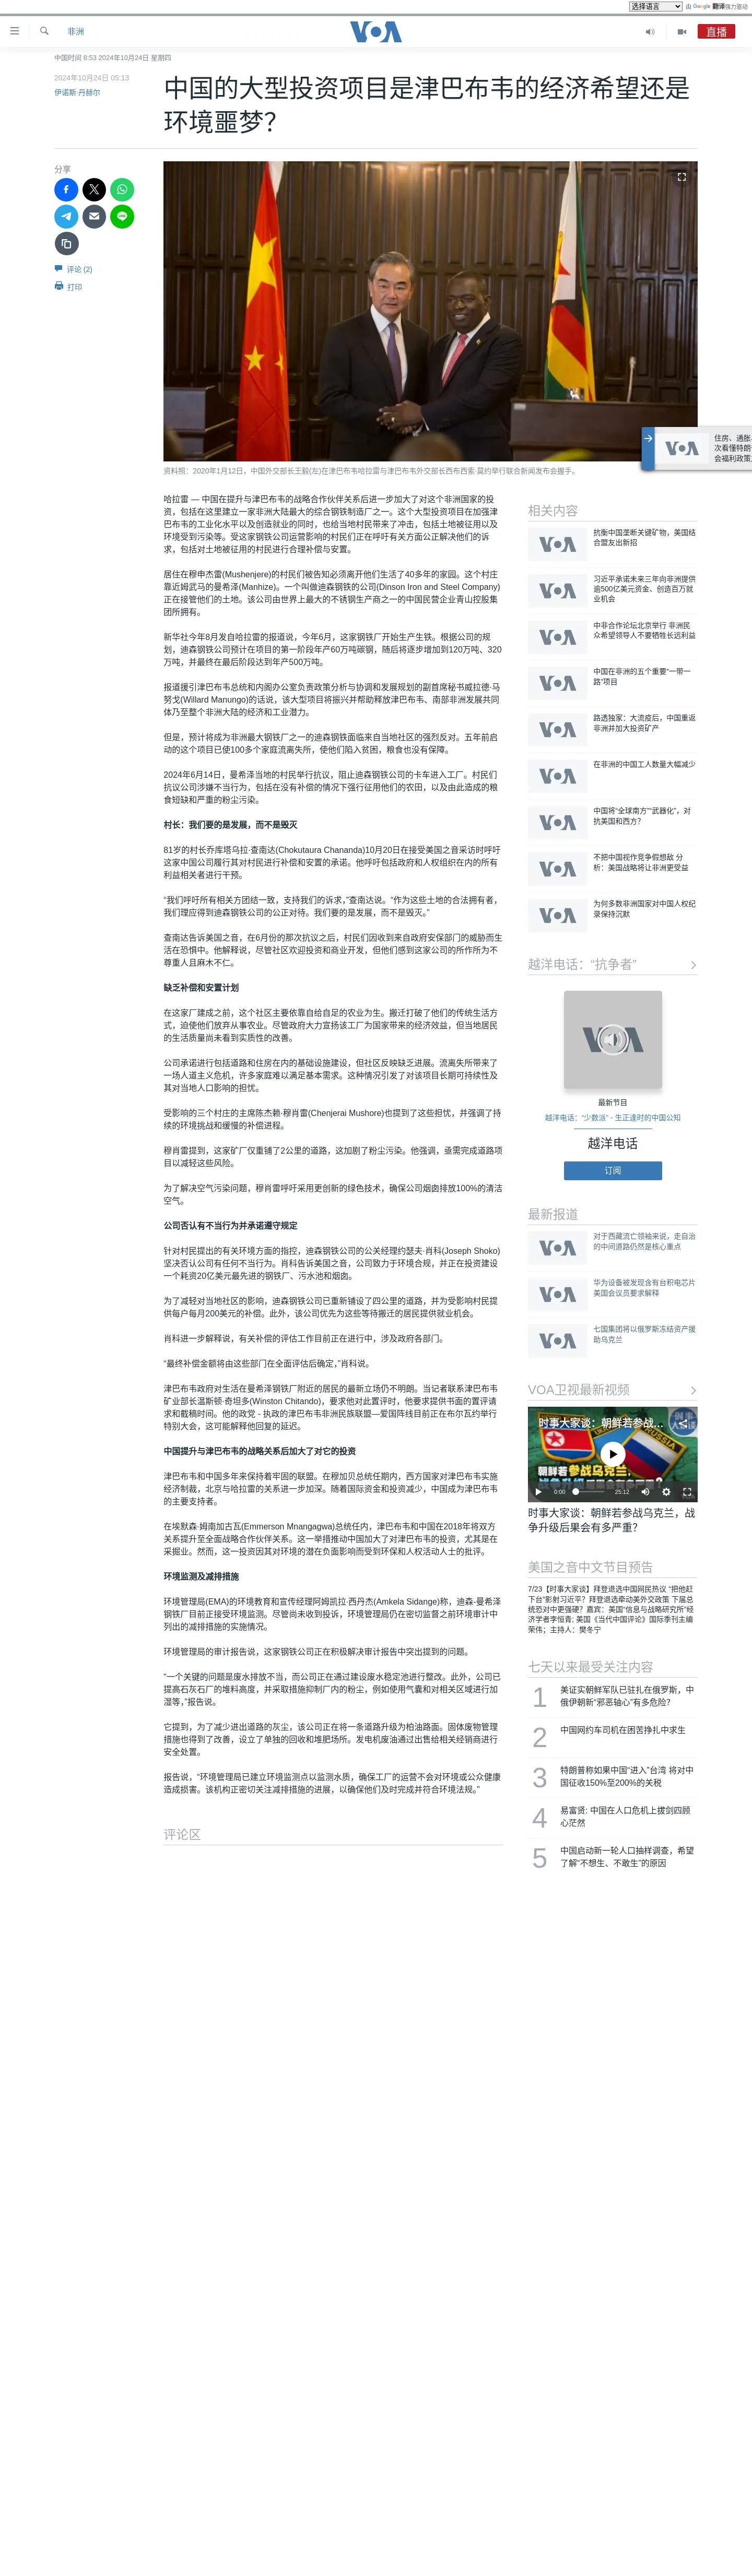 选择语言
由 Google 翻译强力驱动
非洲
VOA
直播
中国时间 8:53 2024年10月24日 星期四
2024年10月24日 05:13
伊诺斯·丹赫尔
中国的大型投资项目是津巴布韦的经济希望还是
环境噩梦？
分享
评论 (2)
打印
资料照：2020年1月12日，中国外交部长王毅(左)在津巴布韦哈拉雷与津巴布韦外交部长西布西索·莫约举行联合新闻发布会握手。
住房、通胀、
次看懂特朗
会福利政策
哈拉雷 — 中国在提升与津巴布韦的战略合作伙伴关系后进一步加大了对这个非洲国家的投
资，包括在这里建立一家非洲大陆最大的综合钢铁制造厂之一。这个大型投资项目在加强津
巴布韦的工业化水平以及创造就业的同时，也给当地村民带来了冲击，包括土地被征用以及
环境受到污染等。受这家钢铁公司运营影响的村民们正在呼吁有关方面公正解决他们的诉
求，包括对土地被征用的村民进行合理补偿与安置。
居住在穆申杰雷(Mushenjere)的村民们被告知必须离开他们生活了40多年的家园。这个村庄
靠近姆武马的曼希泽(Manhize)。一个叫做迪森钢铁的公司(Dinson Iron and Steel Company)
正在接管他们的土地。该公司由世界上最大的不锈钢生产商之一的中国民营企业青山控股集
团所拥有。
新华社今年8月发自哈拉雷的报道说，今年6月，这家钢铁厂开始生产生铁。根据公司的规
划，迪森钢铁公司预计在项目的第一阶段年产60万吨碳钢，随后将逐步增加到120万吨、320
万吨，并最终在最后阶段达到年产500万吨。
报道援引津巴布韦总统和内阁办公室负责政策分析与协调和发展规划的副首席秘书威拉德·马
努戈(Willard Manungo)的话说，该大型项目将振兴并帮助释放津巴布韦、南部非洲发展共同
体乃至整个非洲大陆的经济和工业潜力。
但是，预计将成为非洲最大钢铁厂之一的迪森钢铁面临来自当地社区的强烈反对。五年前启
动的这个项目已使100多个家庭流离失所，使他们陷入贫困，粮食也没有保障。
2024年6月14日，曼希泽当地的村民举行抗议，阻止迪森钢铁公司的卡车进入工厂。村民们
抗议公司涉嫌不当行为，包括在没有补偿的情况下强行征用他们的农田，以及由此造成的粮
食短缺和严重的粉尘污染。
村长：我们要的是发展，而不是毁灭
81岁的村长乔库塔乌拉·查南达(Chokutaura Chananda)10月20日在接受美国之音采访时呼吁
这家中国公司履行其对村民进行补偿和安置的承诺。他呼吁包括政府和人权组织在内的所有
利益相关者进行干预。
“我们呼吁所有相关方团结一致，支持我们的诉求，”查南达说。“作为这些土地的合法拥有者，
我们理应得到迪森钢铁公司的公正对待。我们要的是发展，而不是毁灭。”
查南达告诉美国之音，在6月份的那次抗议之后，村民们因收到来自政府安保部门的威胁而生
活在恐惧中。他解释说，尽管社区欢迎投资和商业开发，但他们感到这家公司的所作所为不
尊重人且麻木不仁。
缺乏补偿和安置计划
在这家厂建成之前，这个社区主要依靠自给自足的农业为生。搬迁打破了他们的传统生活方
式，迫使他们放弃从事农业。尽管政府大力宣扬该工厂为国家带来的经济效益，但当地居民
的生活质量尚未看到实质性的改善。
公司承诺进行包括道路和住房在内的基础设施建设，但社区反映缺乏进展。流离失所带来了
一场人道主义危机，许多家庭难以满足基本需求。这种情况引发了对该项目长期可持续性及
其对当地人口影响的担忧。
受影响的三个村庄的主席陈杰赖·穆肖雷(Chenjerai Mushore)也提到了这些担忧，并强调了持
续的环境挑战和缓慢的补偿进程。
穆肖雷提到，这家矿厂仅重铺了2公里的道路，这加剧了粉尘污染。他强调，亟需完成道路项
目以减轻这些风险。
为了解决空气污染问题，穆肖雷呼吁采用更创新的绿色技术，确保公司烟囱排放100%的清洁
空气。
公司否认有不当行为并承诺遵守规定
针对村民提出的有关环境方面的指控，迪森钢铁公司的公关经理约瑟夫·肖科(Joseph Shoko)
坚决否认公司有任何不当行为。肖科告诉美国之音，公司致力于环境合规，并正在投资建设
一个耗资20亿美元最先进的钢铁厂、污水池和烟囱。
为了减轻对当地社区的影响，迪森钢铁公司已重新铺设了四公里的道路，并为受影响村民提
供每户每月200美元的补偿。此外，该公司优先为这些等待搬迁的居民提供就业机会。
肖科进一步解释说，有关补偿的评估工作目前正在进行中，涉及政府各部门。
“最终补偿金额将由这些部门在全面评估后确定，”肖科说。
津巴布韦政府对生活在曼希泽钢铁厂附近的居民的最新立场仍不明朗。当记者联系津巴布韦
矿业部长温斯顿·奇坦多(Winston Chitando)，要求他对此置评时，他要求提供书面的置评请
求和截稿时间。他的政党 - 执政的津巴布韦非洲民族联盟—爱国阵线目前正在布尔瓦约举行
特别大会，这可能解释他回复的延迟。
中国提升与津巴布韦的战略关系后加大了对它的投资
津巴布韦和中国多年来保持着牢固的联盟。在穆加贝总统任期内，西方国家对津巴布韦实施
经济制裁，北京与哈拉雷的关系进一步加深。随着国际资金和投资减少，中国成为津巴布韦
的主要支持者。
在埃默森·姆南加古瓦(Emmerson Mnangagwa)总统任内，津巴布韦和中国在2018年将双方
关系提升至全面战略合作伙伴关系。这一举措推动中国加大了对津巴布韦的投资，尤其是在
采掘业。然而，这一投资因其对环境的潜在负面影响而受到环保和人权活动人士的批评。
环境监测及减排措施
环境管理局(EMA)的环境教育和宣传经理阿姆凯拉·西丹杰(Amkela Sidange)称，迪森-曼希泽
钢铁厂目前正接受环境监测。尽管尚未收到投诉，环境管理局仍在密切监督之前环境审计中
列出的减排措施的实施情况。
环境管理局的审计报告说，这家钢铁公司正在积极解决审计报告中突出提到的问题。
“一个关键的问题是废水排放不当，而公司正在通过建设废水稳定池进行整改。此外，公司已
提高石灰石厂的堆料高度，并采取措施抑制厂内的粉尘，例如使用气囊和对相关区域进行加
湿等，”报告说。
它提到，为了减少进出道路的灰尘，该公司正在将一条道路升级为柏油路面。固体废物管理
措施也得到了改善，设立了单独的回收和堆肥场所。发电机废油通过出售给相关经销商进行
安全处置。
报告说，“环境管理局已建立环境监测点以监测水质，确保工厂的运营不会对环境或公众健康
造成损害。该机构正密切关注减排措施的进展，以确保他们及时完成并符合环境法规。”
评论区
相关内容
抗衡中国垄断关键矿物，美国结
合盟友出新招
习近平承诺未来三年向非洲提供
逾500亿美元资金、创造百万就
业机会
中非合作论坛北京举行 非洲民
众希望领导人不要牺牲长远利益
中国在非洲的五个重要“一带一
路”项目
路透独家：大流疫后，中国重返
非洲并加大投资矿产
在非洲的中国工人数量大幅减少
中国将“全球南方”“武器化”，对
抗美国和西方？
不把中国视作竞争假想敌 分
析：美国战略将让非洲更受益
为何多数非洲国家对中国人权纪
录保持沉默
越洋电话：“抗争者”
最新节目
越洋电话：“少数派” - 生正逢时的中国公知
越洋电话
订阅
最新报道
对于西藏流亡领袖来说，走自治
的中间道路仍然是核心重点
华为设备被发现含有台积电芯片
美国会议员要求解释
七国集团将以俄罗斯冻结资产援
助乌克兰
VOA卫视最新视频
时事大家谈：朝鲜若参战…
朝鲜若参战乌克兰，
0:00
25:12
时事大家谈：朝鲜若参战乌克兰，战
争升级后果会有多严重？
美国之音中文节目预告
7/23【时事大家谈】拜登退选中国网民热议 “把他赶
下台”影射习近平？拜登退选牵动美外交政策 下届总
统恐对中更强硬？嘉宾：美国“信息与战略研究所”经
济学者李恒青; 美国《当代中国评论》国际季刊主编
荣伟；主持人：樊冬宁
七天以来最受关注内容
1
美证实朝鲜军队已驻扎在俄罗斯，中
俄伊朝新“邪恶轴心”有多危险？
2
中国网约车司机在困苦挣扎中求生
3
特朗普称如果中国“进入”台湾 将对中
国征收150%至200%的关税
4
易富贤: 中国在人口危机上拔剑四顾
心茫然
5
中国启动新一轮人口抽样调查，希望
了解“不想生、不敢生”的原因